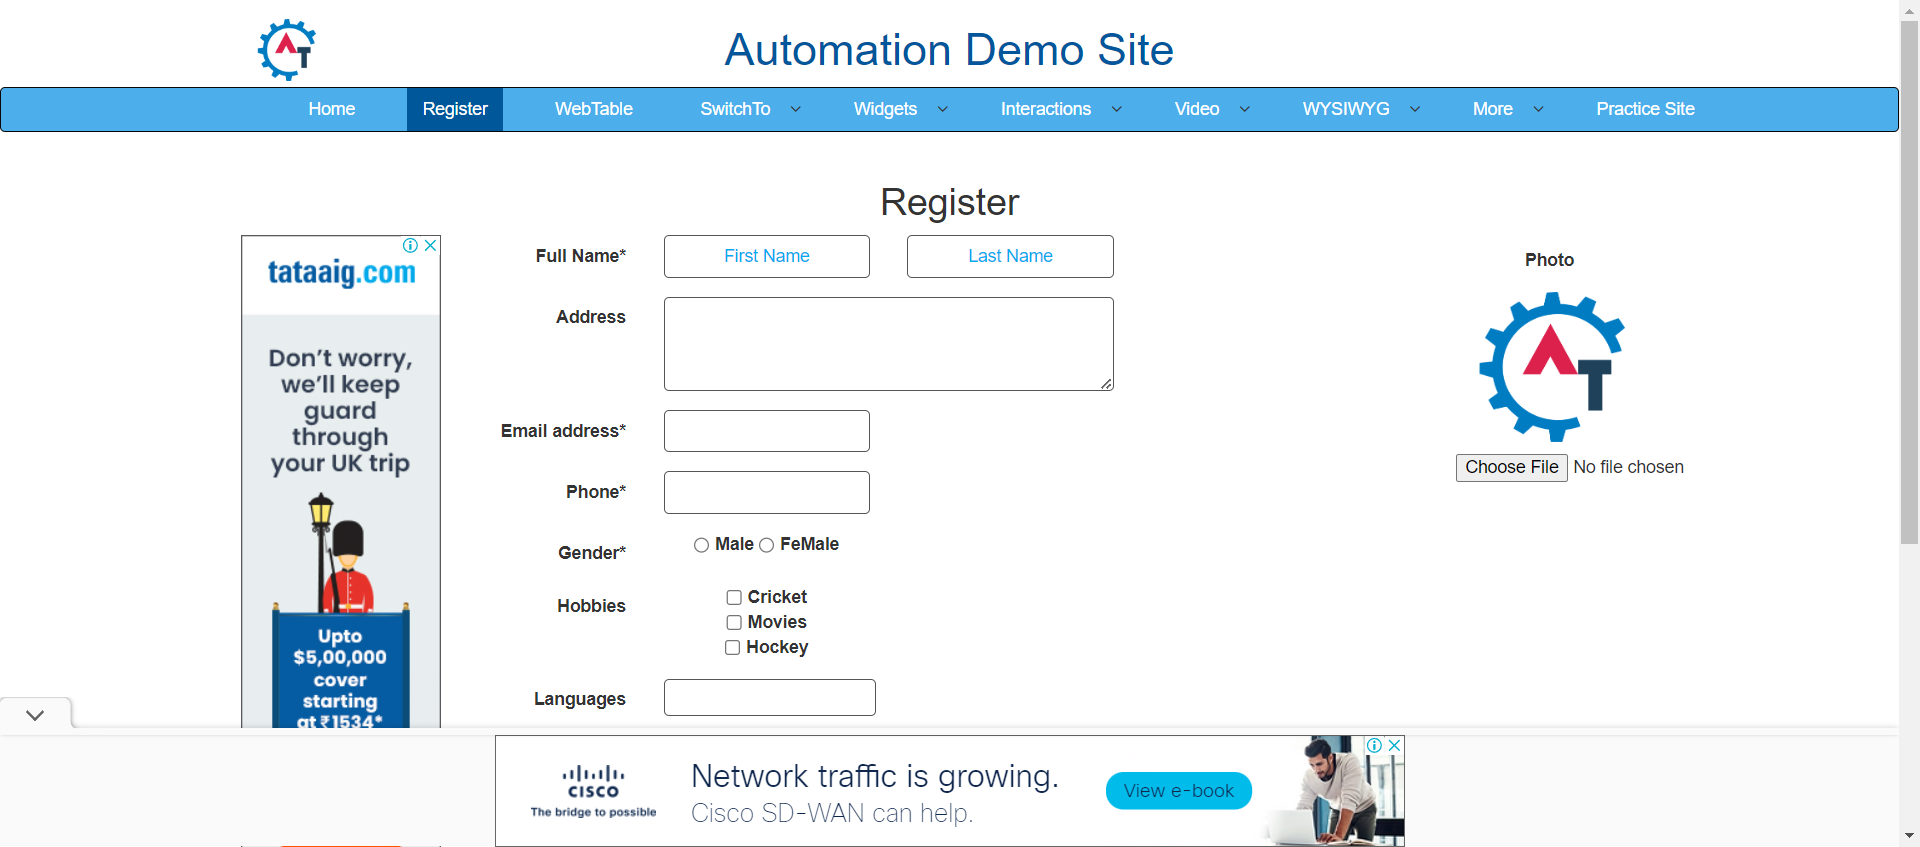 AT
Automation Demo Site
Home Register WebTable SwitchTo Widgets Interactions Video WYSIWYG More Practice Site
Register
tataaig.com
Don't worry,
we'll keep
guard
through
your UK trip
Upto
$5,00,000
cover
starting
at ₹1534*
Full Name* First Name Last Name
Address
Email address*
Phone*
Gender* Male FeMale
Hobbies
Cricket
Movies
Hockey
Languages
Photo
AT
Choose File No file chosen
CISCO
The bridge to possible
Network traffic is growing.
Cisco SD-WAN can help.
View e-book